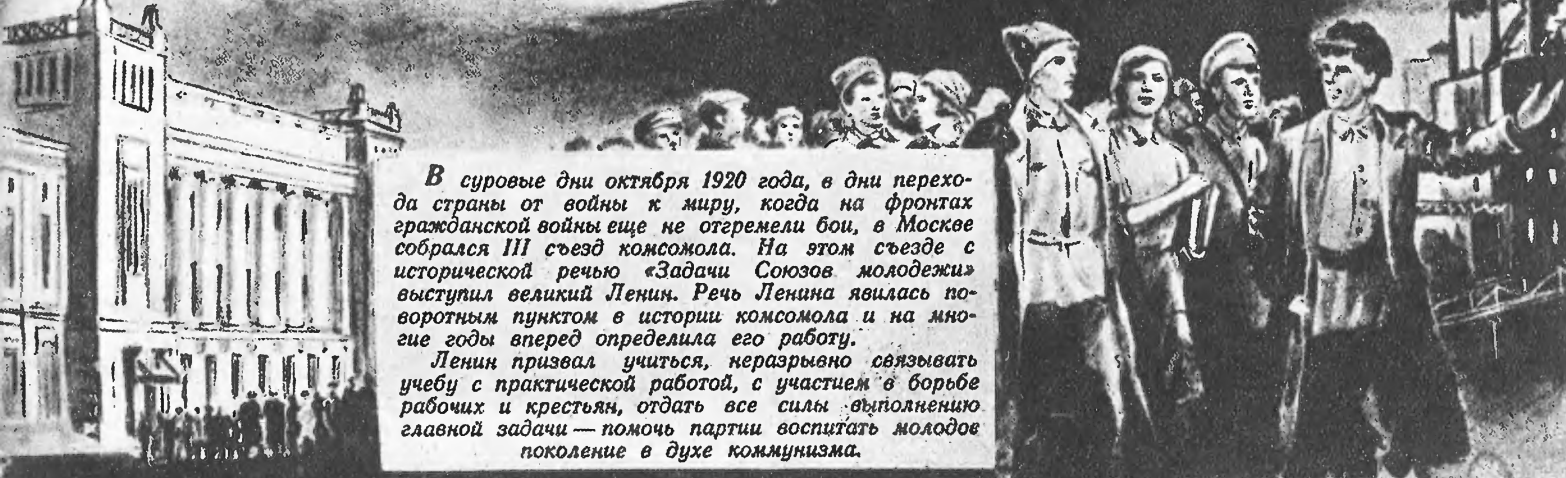 В суровые дни октября 1920 года, в дни перехо-
да страны от войны к миру, когда на фронтах
гражданской войны еще не отгремели бои, в Москве
собрался III съезд комсомола. На этом съезде с
исторической речью «Задачи Союзов молодежи»
выступил великий Ленин. Речь Ленина явилась по-
воротным пунктом в истории комсомола и на мно-
гие годы вперед определила его работу.
Ленин призвал учиться, неразрывно связывать
учебу с практической работой, с участием в борьбе
рабочих и крестьян, отдать все силы выполнению
главной задачи — помочь партии воспитать молодое
поколение в духе коммунизма.